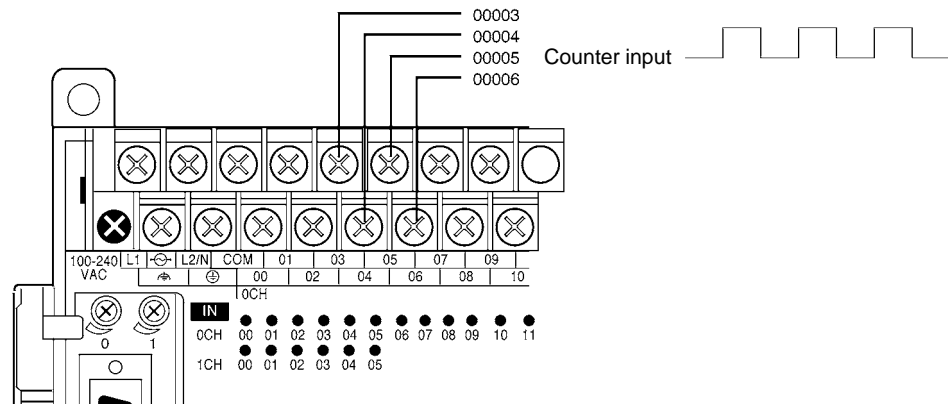 00003
00004
00005
00006
Counter input
100-240 VAC
L1 L2/N COM 01 03 05 07 09
00 02 04 06 08 10
0CH
IN
0CH 00 01 02 03 04 05 06 07 08 09 10 11
1CH 00 01 02 03 04 05
0 1